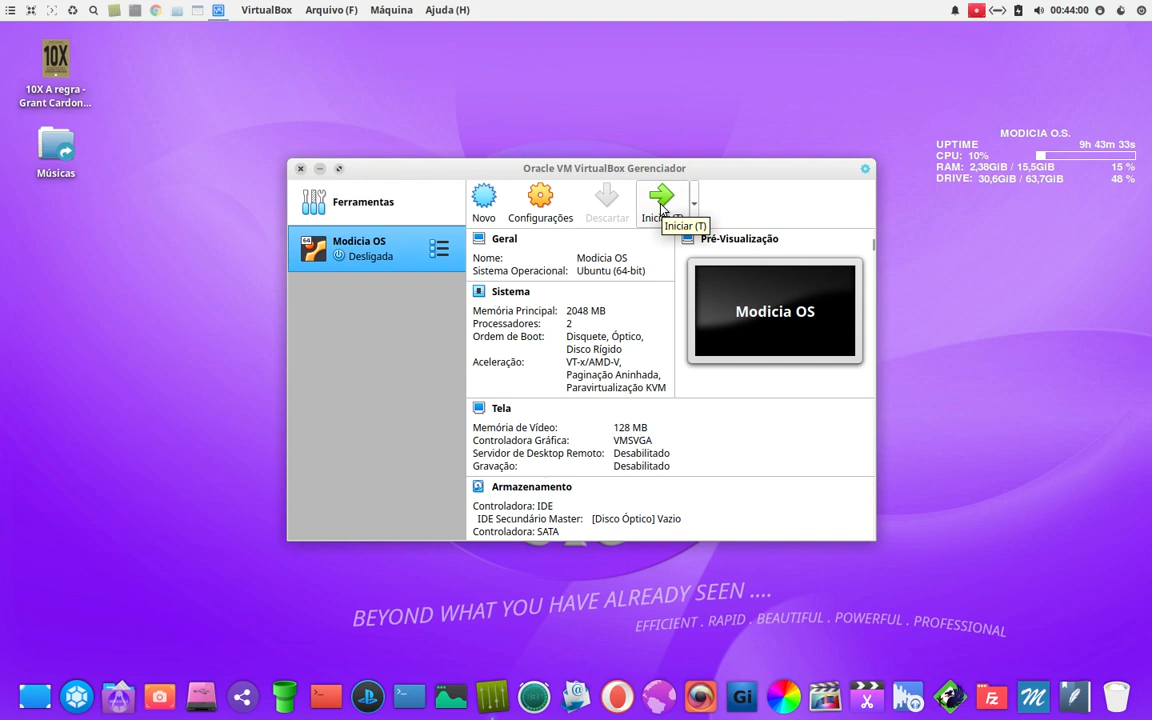 VirtualBox Arquivo (F) Máquina Ajuda (H) 00:44:00
10X
10X A regra -
Grant Cardon...
Músicas
MODICIA O.S.
UPTIME 9h 43m 33s
CPU: 10%
RAM: 2,38GiB / 15,5GiB 15 %
DRIVE: 30,6GiB / 63,7GiB 48 %
Oracle VM VirtualBox Gerenciador
Ferramentas
Novo Configurações Descartar
Iniciar (T)
64 Modicia OS
Desligada
Geral
Nome: Modicia OS
Sistema Operacional: Ubuntu (64-bit)
Sistema
Memória Principal: 2048 MB
Processadores: 2
Ordem de Boot: Disquete, Óptico,
Disco Rígido
Aceleração: VT-x/AMD-V,
Paginação Aninhada,
Paravirtualização KVM
Pré-Visualização
Modicia OS
Tela
Memória de Vídeo: 128 MB
Controladora Gráfica: VMSVGA
Servidor de Desktop Remoto: Desabilitado
Gravação: Desabilitado
Armazenamento
Controladora: IDE
IDE Secundário Master: [Disco Óptico] Vazio
Controladora: SATA
BEYOND WHAT YOU HAVE ALREADY SEEN ....
EFFICIENT . RAPID . BEAUTIFUL . POWERFUL . PROFESSIONAL
Gi
Fz
M